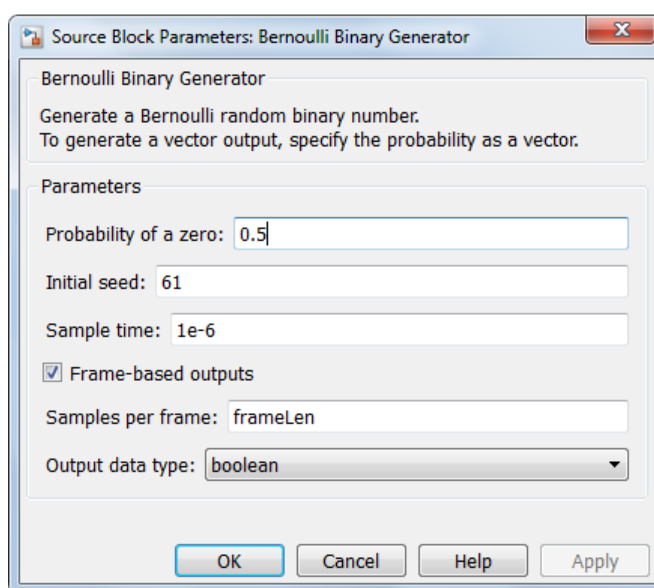 Source Block Parameters: Bernoulli Binary Generator
Bernoulli Binary Generator
Generate a Bernoulli random binary number.
To generate a vector output, specify the probability as a vector.
Parameters
Probability of a zero: 0.5
Initial seed: 61
Sample time: 1e-6
Frame-based outputs
Samples per frame: frameLen
Output data type: boolean
OK Cancel Help Apply